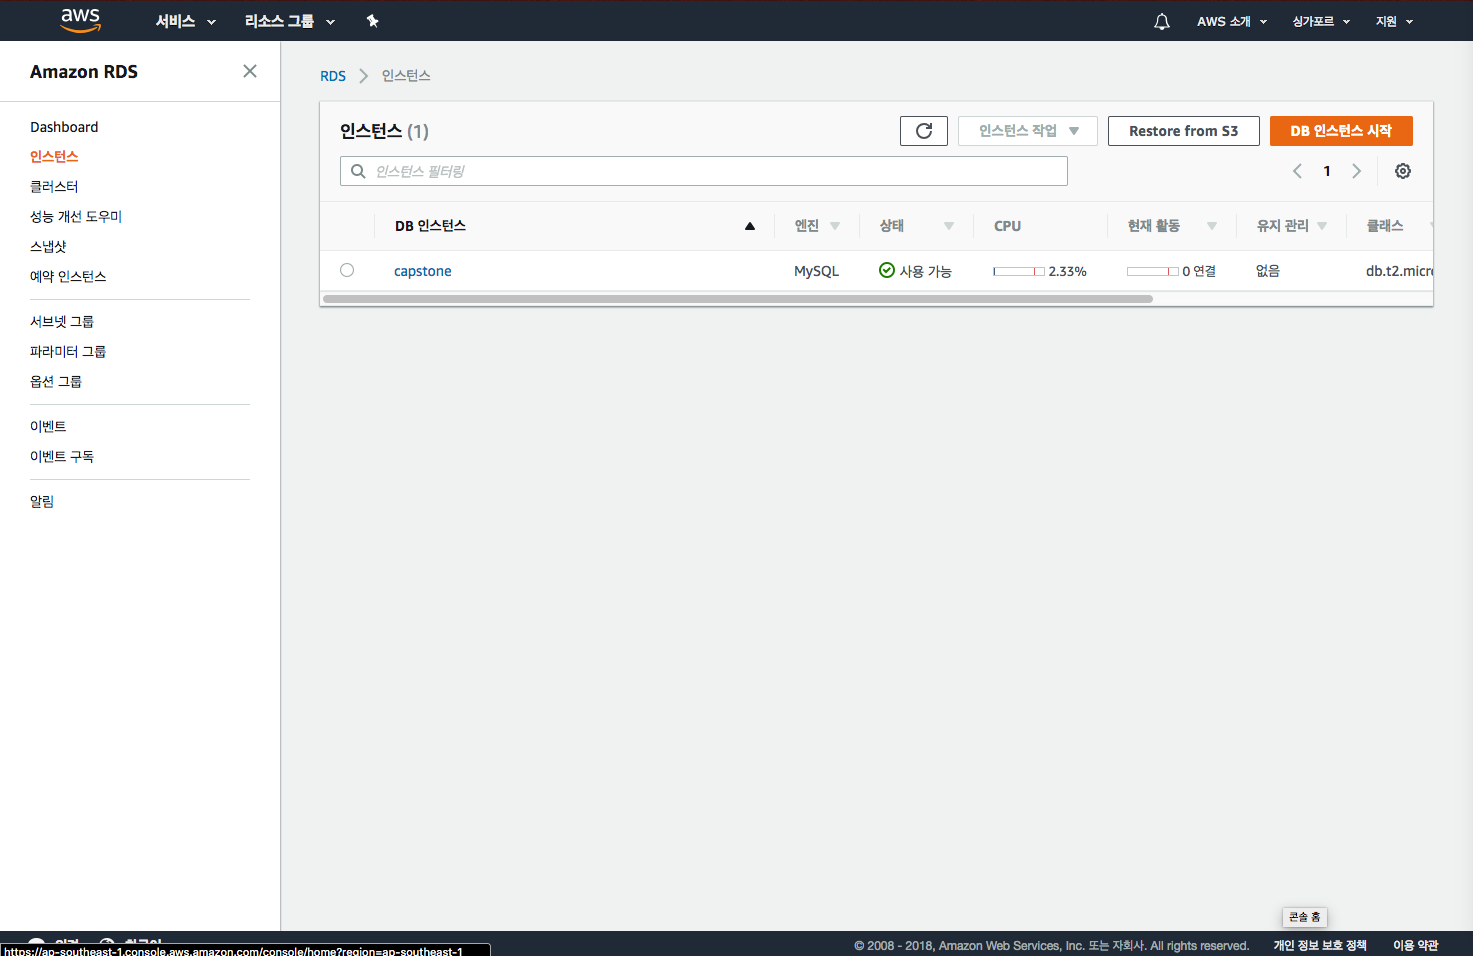 aws 서비스 리소스 그룹 AWS 소개 싱가포르 지원
Amazon RDS
Dashboard
인스턴스
클러스터
성능 개선 도우미
스냅샷
예약 인스턴스
서브넷 그룹
파라미터 그룹
옵션 그룹
이벤트
이벤트 구독
알림
RDS 인스턴스
인스턴스 (1)
인스턴스 작업 Restore from S3 DB 인스턴스 시작
인스턴스 필터링
1
DB 인스턴스 엔진 상태 CPU 현재 활동 유지 관리 클래스
capstone MySQL 사용 가능 2.33% 0 연결 없음 db.t2.micr
콘솔 홈
https://ap-southeast-1.console.aws.amazon.com/console/home?region=ap-southeast-1
© 2008 - 2018, Amazon Web Services, Inc. 또는 자회사. All rights reserved. 개인 정보 보호 정책 이용 약관